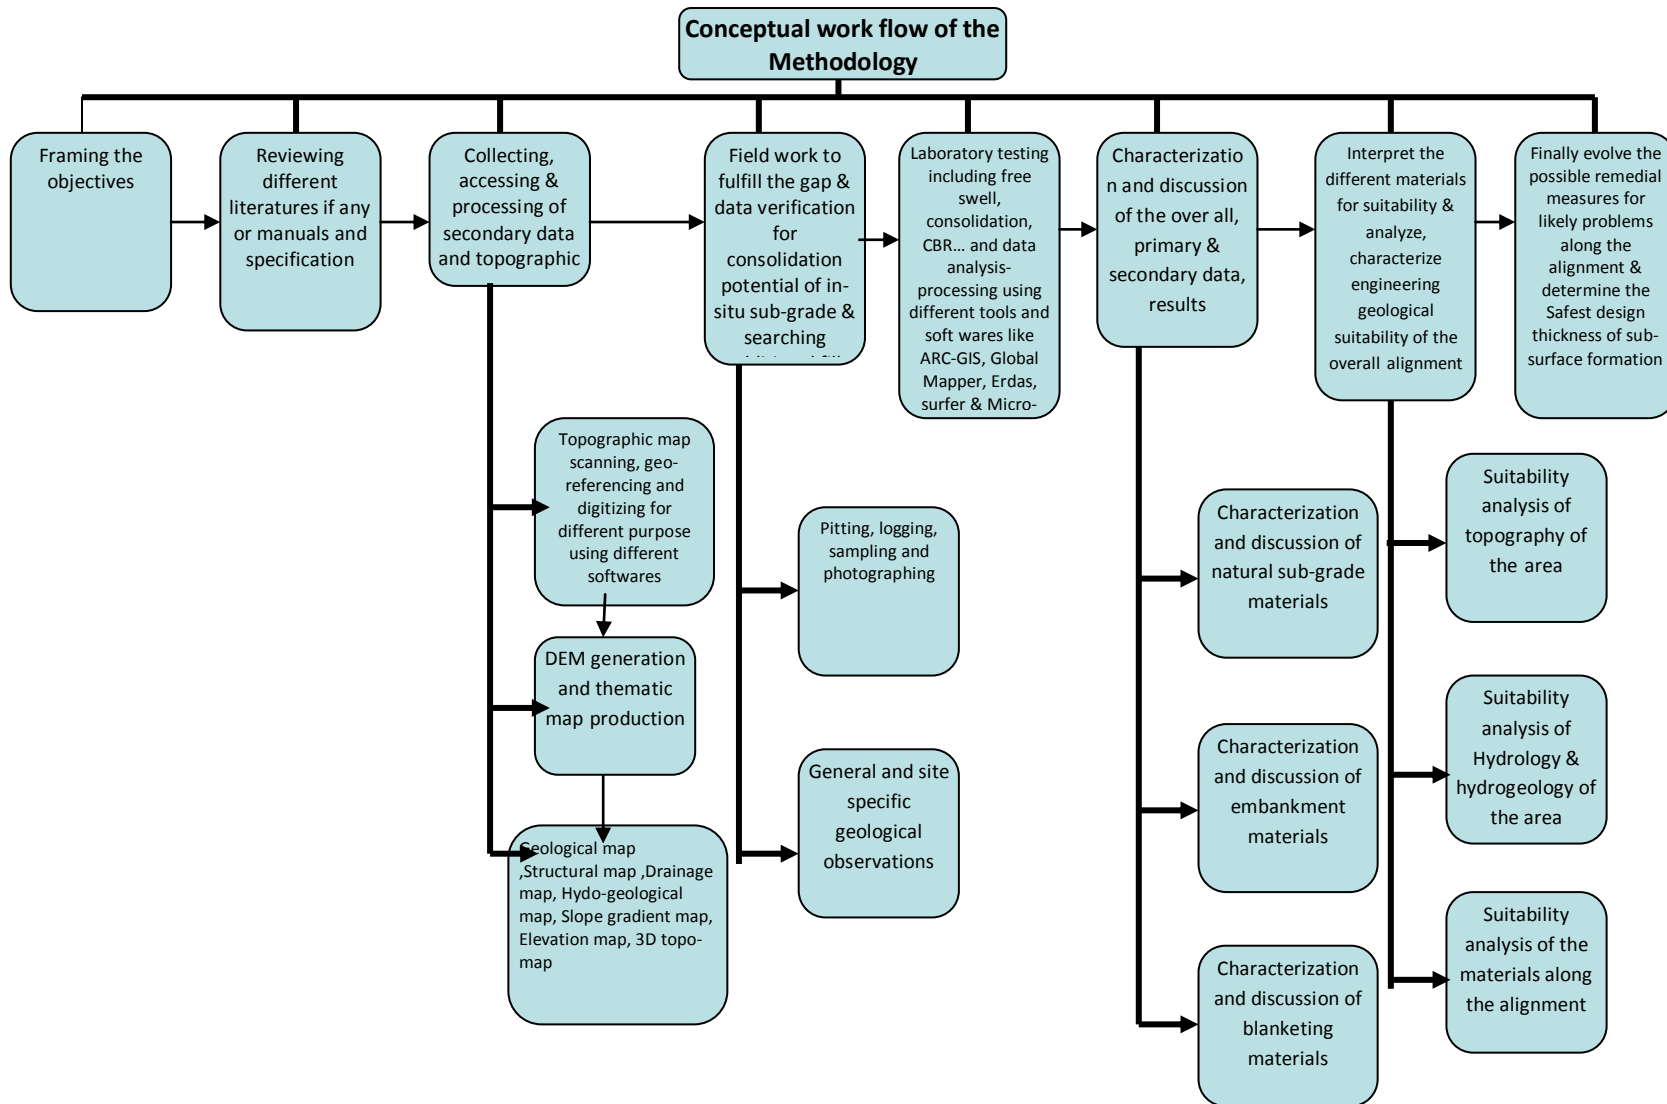 Conceptual work flow of the
Methodology
Framing the
objectives
Reviewing
different
literatures if any
or manuals and
specification
Collecting,
accessing &
processing of
secondary data
and topographic
Field work to
fulfill the gap &
data verification
for
consolidation
potential of in-
situ sub-grade &
searching
Laboratory testing
including free
swell,
consolidation,
CBR... and data
analysis-
processing using
different tools and
soft wares like
ARC-GIS, Global
Mapper, Erdas,
surfer & Micro-
Characterizatio
n and discussion
of the over all,
primary &
secondary data,
results
Interpret the
different materials
for suitability &
analyze,
characterize
engineering
geological
suitability of the
overall alignment
Finally evolve the
possible remedial
measures for
likely problems
along the
alignment &
determine the
Safest design
thickness of sub-
surface formation
Topographic map
scanning, geo-
referencing and
digitizing for
different purpose
using different
softwares
DEM generation
and thematic
map production
Geological map
,Structural map ,Drainage
map, Hydo-geological
map, Slope gradient map,
Elevation map, 3D topo-
map
Pitting, logging,
sampling and
photographing
General and site
specific
geological
observations
Characterization
and discussion of
natural sub-grade
materials
Characterization
and discussion of
embankment
materials
Characterization
and discussion of
blanketing
materials
Suitability
analysis of
topography of
the area
Suitability
analysis of
Hydrology &
hydrogeology of
the area
Suitability
analysis of the
materials along
the alignment